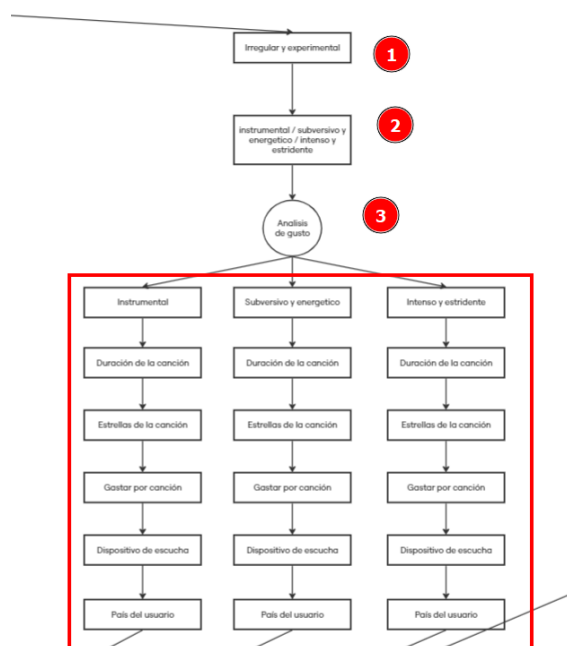 Irregular y experimental
1
instrumental / subversivo y
energetico / intenso y
estridente
2
Analisis
de gusto
3
Instrumental
Subversivo y energetico
Intenso y estridente
Duración de la canción
Duración de la canción
Duración de la canción
Estrellas de la canción
Estrellas de la canción
Estrellas de la canción
Gastar por canción
Gastar por canción
Gastar por canción
Dispositivo de escucha
Dispositivo de escucha
Dispositivo de escucha
País del usuario
País del usuario
País del usuario